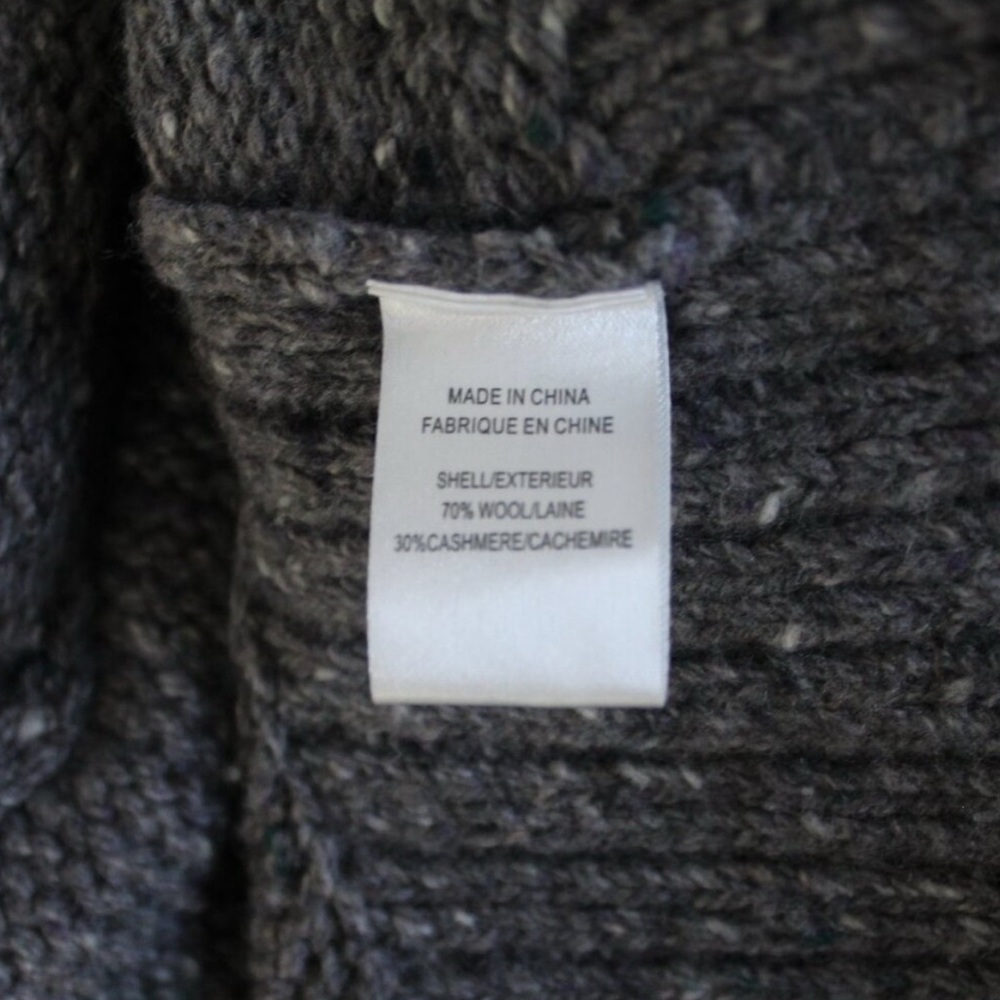 MADE IN CHINA
FABRIQUE EN CHINE
SHELL/EXTERIEUR
70% WOOL/LAINE
30%CASHMERE/CACHEMIRE